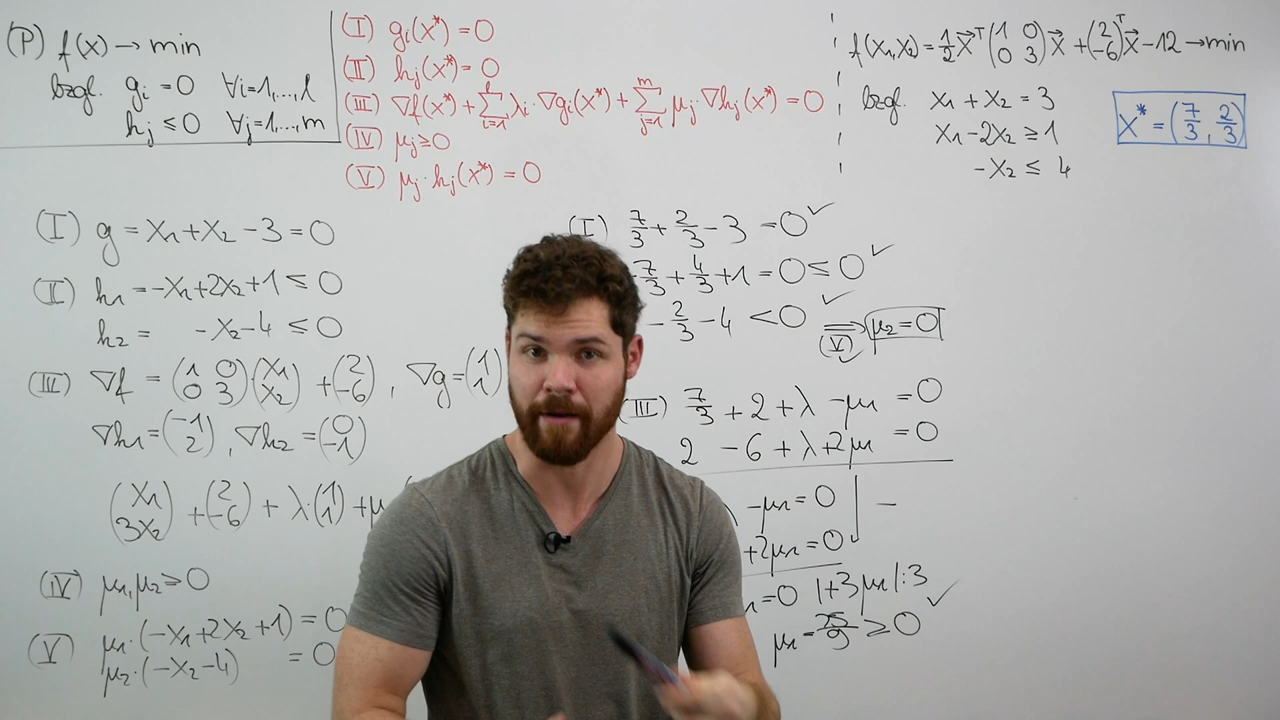 (P) f(x) → min
bzgl. gᵢ = 0 ∀i=1,...,l
hⱼ ≤ 0 ∀j=1,...,m
(I) gᵢ(x*) = 0
(II) hⱼ(x*) = 0
(III) ∇f(x*) + ∑ᵢ₌₁ˡ λᵢ · ∇gᵢ(x*) + ∑ⱼ₌₁ᵐ μⱼ · ∇hⱼ(x*) = 0
(IV) μⱼ ≥ 0
(V) μⱼ · hⱼ(x*) = 0
f(x₁,x₂) = 1/2 x⃗ᵀ (1 0; 0 3) x⃗ + (2; -6)ᵀ x⃗ - 12 → min
bzgl. x₁ + x₂ = 3
x₁ - 2x₂ ≥ 1
-x₂ ≤ 4
x* = (7/3, 2/3)
(I) g = x₁ + x₂ - 3 = 0
(II) h₁ = -x₁ + 2x₂ + 1 ≤ 0
h₂ = -x₂ - 4 ≤ 0
(III) ∇f = (1 0; 0 3) · (x₁; x₂) + (2; -6), ∇g = (1; 1)
∇h₁ = (-1; 2), ∇h₂ = (0; -1)
(x₁; 3x₂) + (2; -6) + λ · (1; 1) + μ
(IV) μ₁, μ₂ ≥ 0
(V) μ₁ · (-x₁ + 2x₂ + 1) = 0
μ₂ · (-x₂ - 4) = 0
(I) 7/3 + 2/3 - 3 = 0 ✓
7/3 + 4/3 + 1 = 0 ≤ 0 ✓
-2/3 - 4 < 0 ✓ ⇒ (V) μ₂ = 0
(III) 7/3 + 2 + λ - μ₁ = 0
2 - 6 + λ + 2μ₁ = 0
- μ₁ = 0 | -
+ 2μ₁ = 0
= 0 | +3μ₁ | :3
μ₁ = 25/9 ≥ 0 ✓